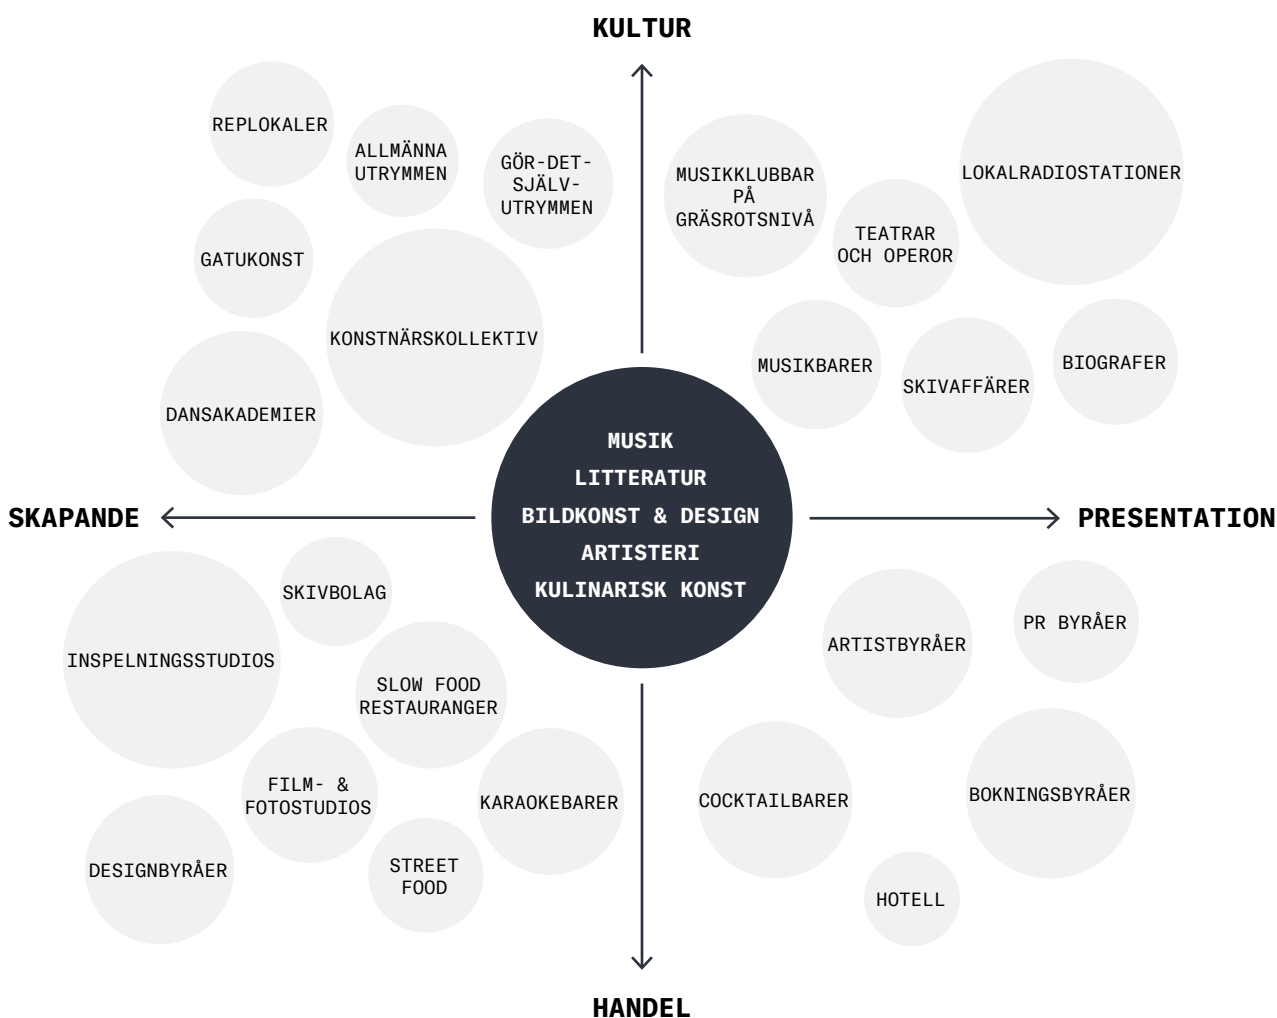 KULTUR
REPLOKALER
ALLMÄNNA
UTRYMMEN
GÖR-DET-
SJÄLV-
UTRYMMEN
GATUKONST
KONSTNÄRSKOLLEKTIV
DANSAKADEMIER
MUSIKKLUBBAR
PÅ
GRÄSROTSNIVÅ
TEATRAR
OCH OPEROR
LOKALRADIOSTATIONER
MUSIKBARER
SKIVAFFÄRER
BIOGRAFER
MUSIK
LITTERATUR
BILDKONST & DESIGN
ARTISTERI
KULINARISK KONST
SKAPANDE
PRESENTATION
INSPELNINGSSTUDIOS
SKIVBOLAG
SLOW FOOD
RESTAURANGER
FILM- &
FOTOSTUDIOS
KARAOKEBARER
DESIGNBYRÅER
STREET
FOOD
ARTISTBYRÅER
PR BYRÅER
COCKTAILBARER
BOKNINGSBYRÅER
HOTELL
HANDEL